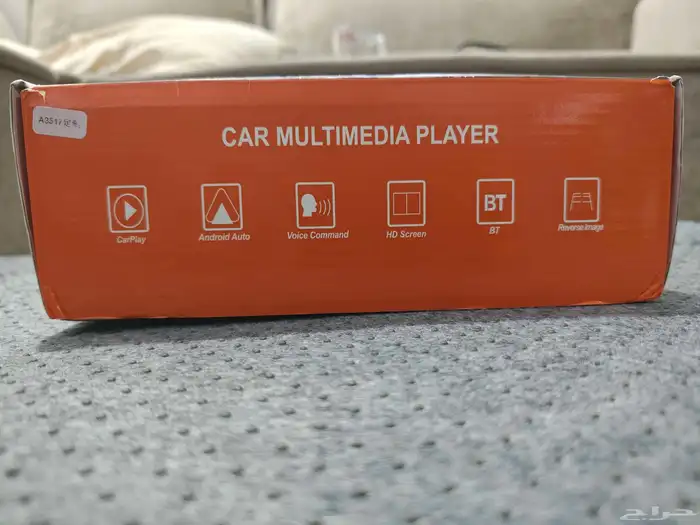 CAR MULTIMEDIA PLAYER
CarPlay
Android Auto
Voice Command
HD Screen
BT
BT
Reverse Image
حراج